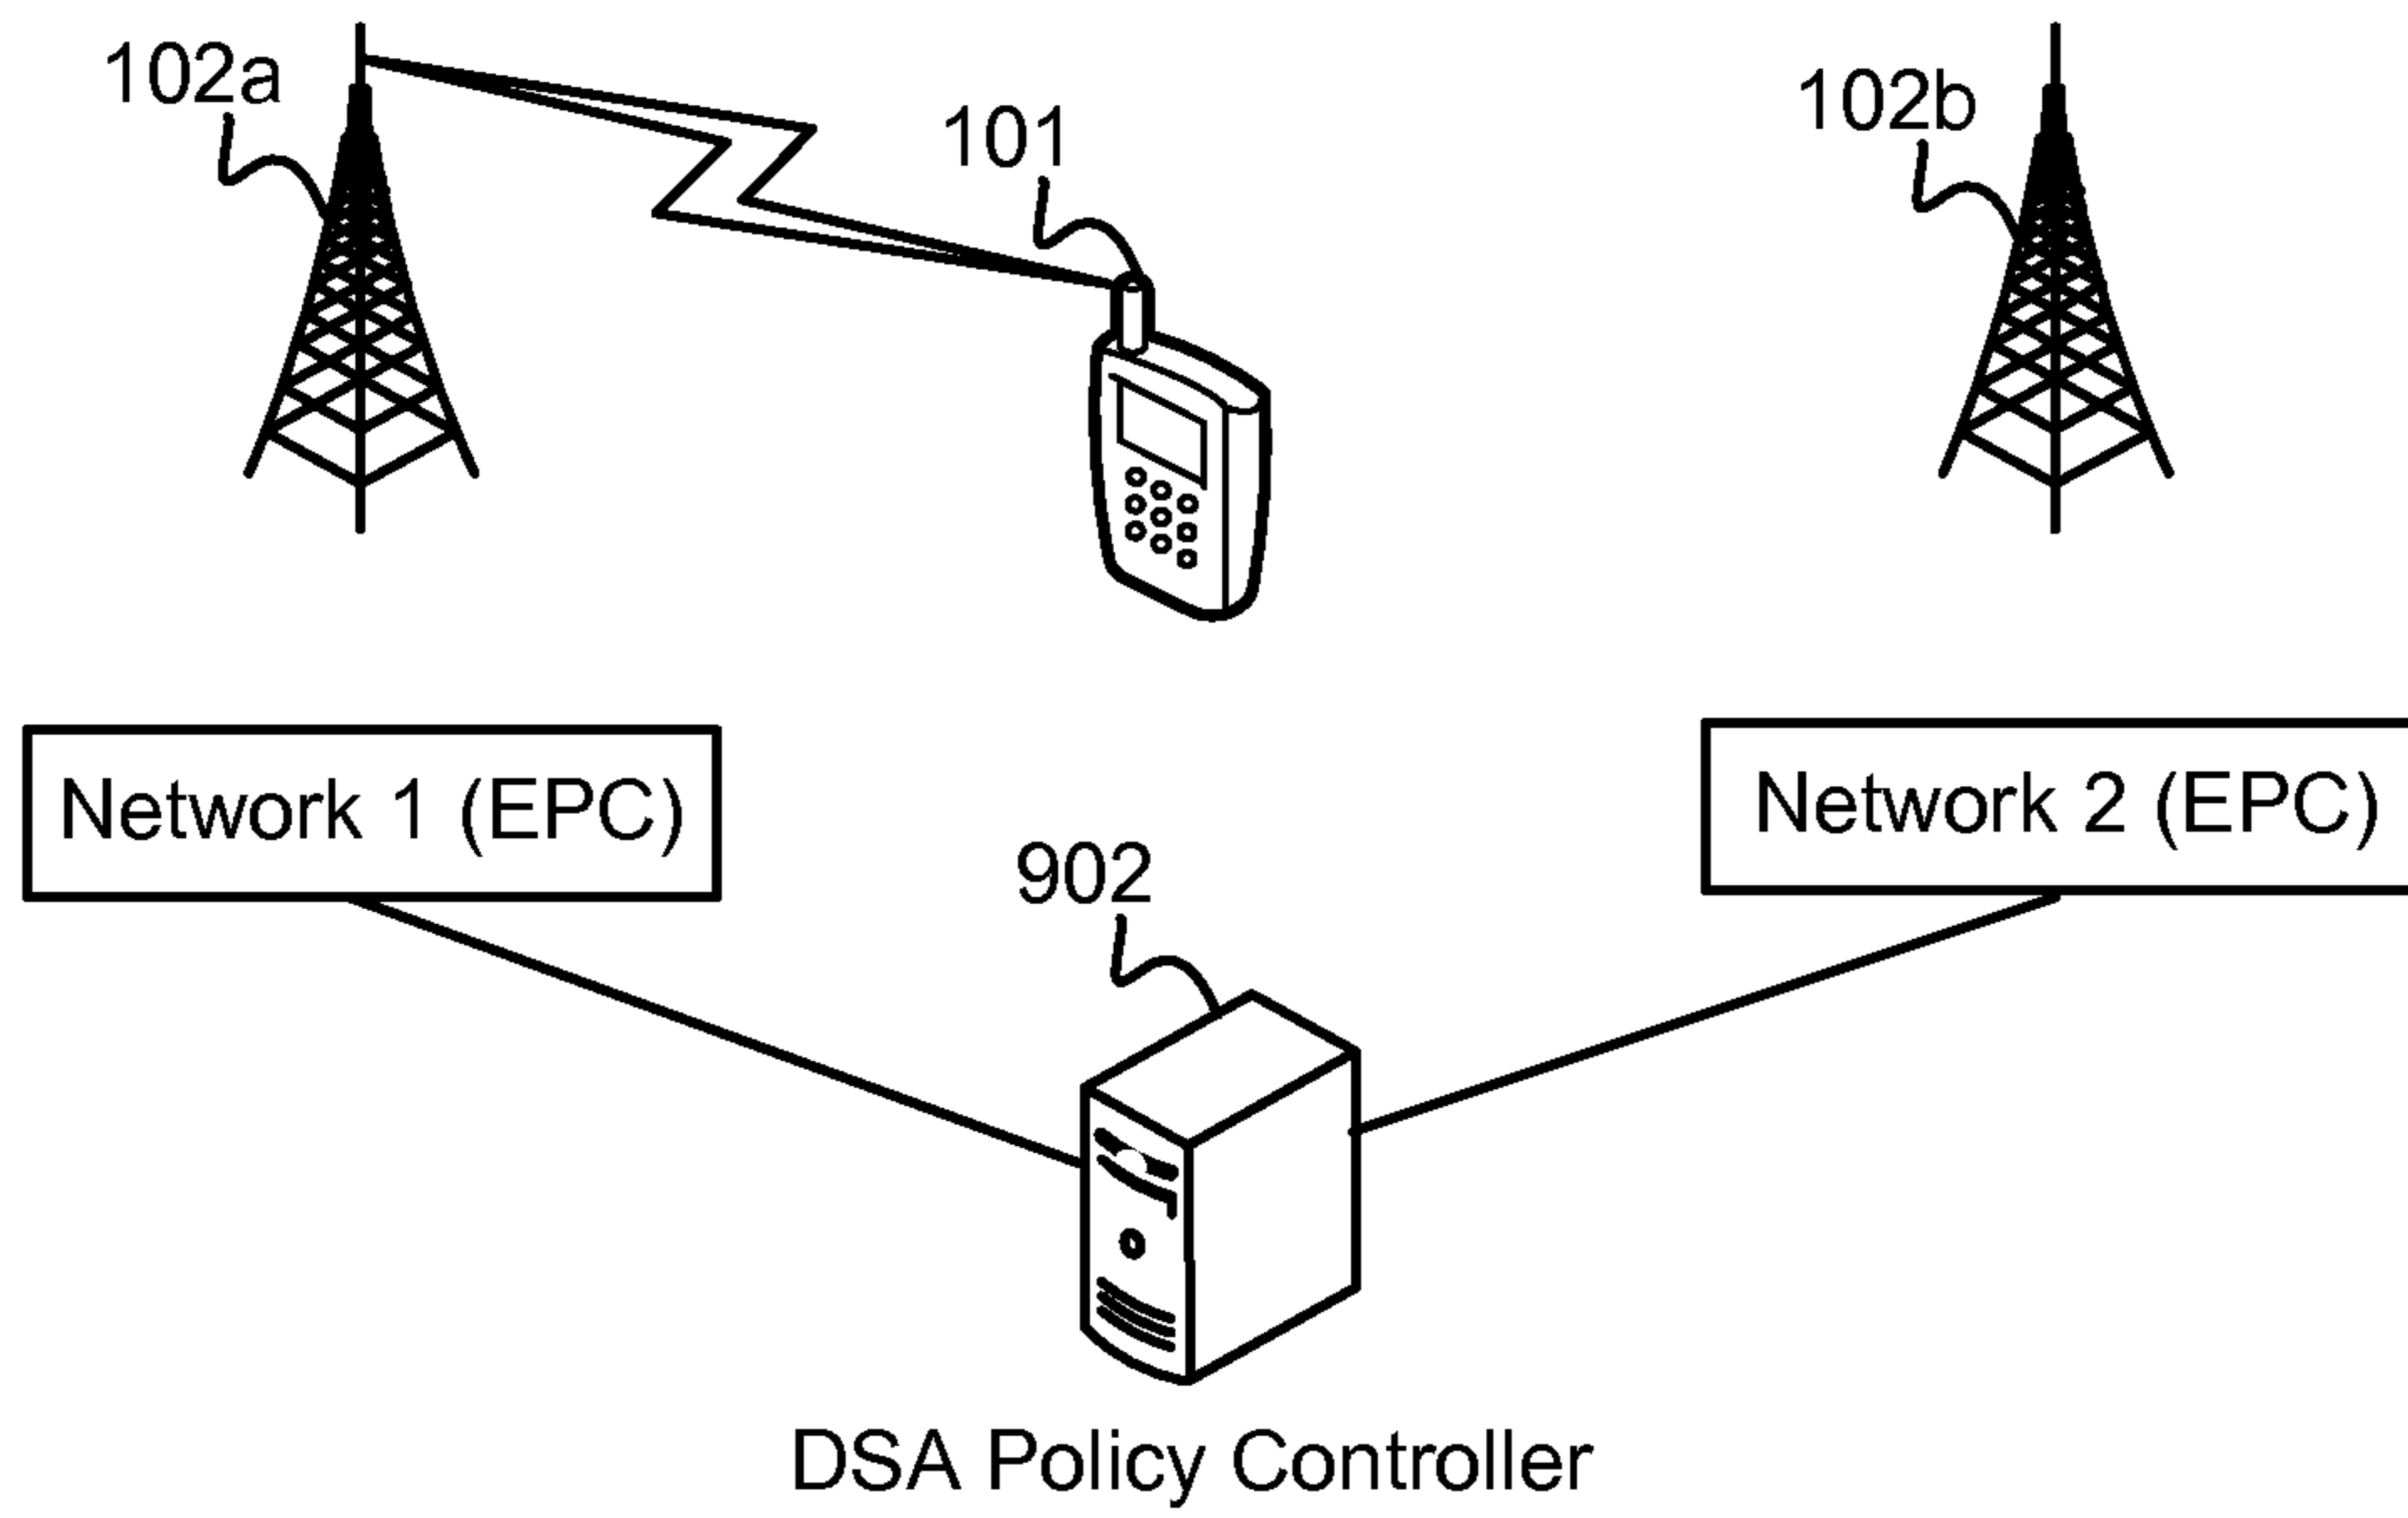 102a
102b
101
Network 1 (EPC)
Network 2 (EPC)
902
DSA Policy Controller